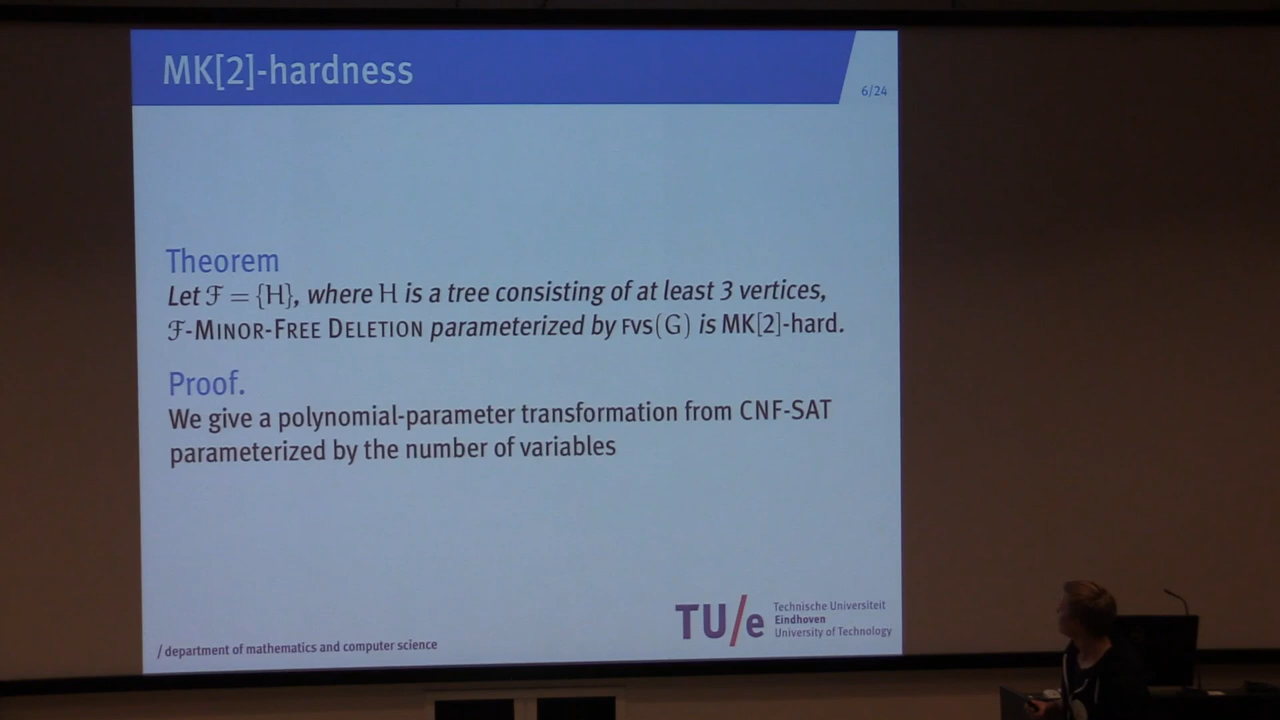 MK[2]-hardness
6/24
Theorem
Let ℱ = {H}, where H is a tree consisting of at least 3 vertices,
ℱ-MINOR-FREE DELETION parameterized by FVS(G) is MK[2]-hard.
Proof.
We give a polynomial-parameter transformation from CNF-SAT
parameterized by the number of variables
TU/e
Technische Universiteit
Eindhoven
University of Technology
/ department of mathematics and computer science